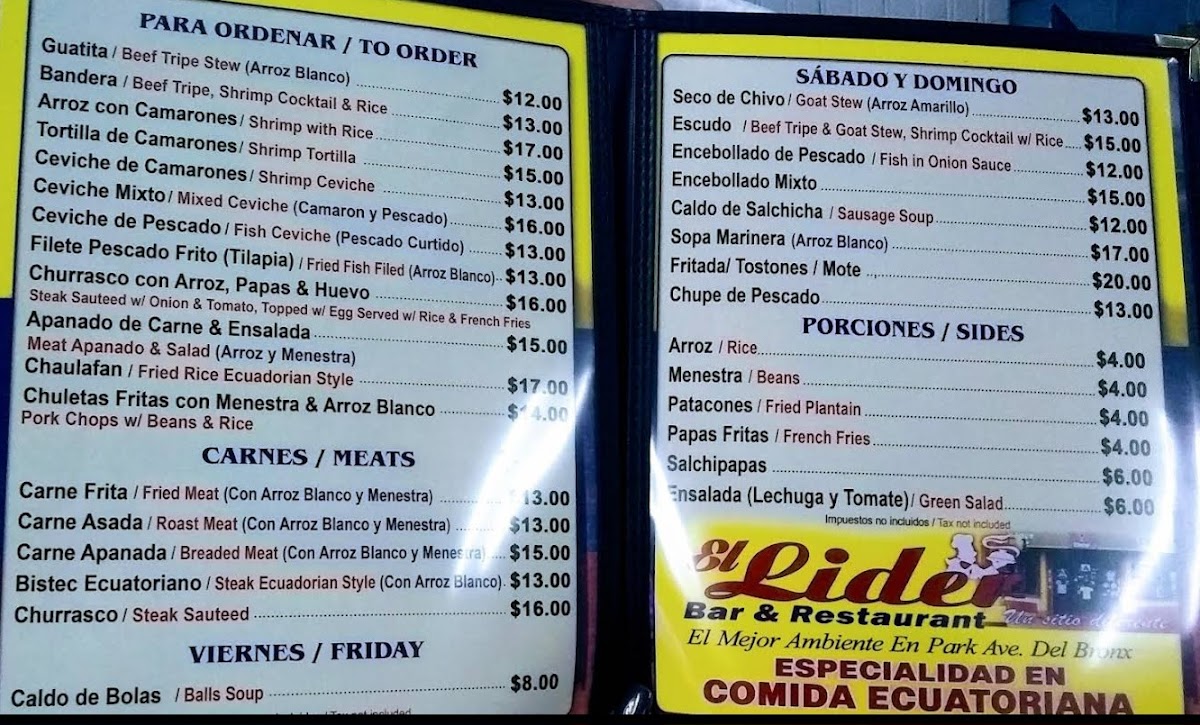 PARA ORDENAR / TO ORDER
Guatita / Beef Tripe Stew (Arroz Blanco) $12.00
Bandera / Beef Tripe, Shrimp Cocktail & Rice $13.00
Arroz con Camarones / Shrimp with Rice $17.00
Tortilla de Camarones / Shrimp Tortilla $15.00
Ceviche de Camarones / Shrimp Ceviche $13.00
Ceviche Mixto / Mixed Ceviche (Camaron y Pescado) $16.00
Ceviche de Pescado / Fish Ceviche (Pescado Curtido) $13.00
Filete Pescado Frito (Tilapia) / Fried Fish Filed (Arroz Blanco) $13.00
Churrasco con Arroz, Papas & Huevo $16.00
Steak Sauteed w/ Onion & Tomato, Topped w/ Egg Served w/ Rice & French Fries
Apanado de Carne & Ensalada $15.00
Meat Apanado & Salad (Arroz y Menestra)
Chaulafan / Fried Rice Ecuadorian Style $17.00
Chuletas Fritas con Menestra & Arroz Blanco $14.00
Pork Chops w/ Beans & Rice
CARNES / MEATS
Carne Frita / Fried Meat (Con Arroz Blanco y Menestra) 13.00
Carne Asada / Roast Meat (Con Arroz Blanco y Menestra) $13.00
Carne Apanada / Breaded Meat (Con Arroz Blanco y Menestra) $15.00
Bistec Ecuatoriano / Steak Ecuadorian Style (Con Arroz Blanco) $13.00
Churrasco / Steak Sauteed $16.00
VIERNES / FRIDAY
Caldo de Bolas / Balls Soup $8.00
/ Tax not included
SÁBADO Y DOMINGO
Seco de Chivo / Goat Stew (Arroz Amarillo) $13.00
Escudo / Beef Tripe & Goat Stew, Shrimp Cocktail w/ Rice $15.00
Encebollado de Pescado / Fish in Onion Sauce $12.00
Encebollado Mixto $15.00
Caldo de Salchicha / Sausage Soup $12.00
Sopa Marinera (Arroz Blanco) $17.00
Fritada/ Tostones / Mote $20.00
Chupe de Pescado $13.00
PORCIONES / SIDES
Arroz / Rice $4.00
Menestra / Beans $4.00
Patacones / Fried Plantain $4.00
Papas Fritas / French Fries $4.00
Salchipapas $6.00
Ensalada (Lechuga y Tomate) / Green Salad $6.00
Impuestos no incluidos / Tax not included
El Lider
Bar & Restaurant
Un sitio diferente
El Mejor Ambiente En Park Ave. Del Bronx
ESPECIALIDAD EN
COMIDA ECUATORIANA